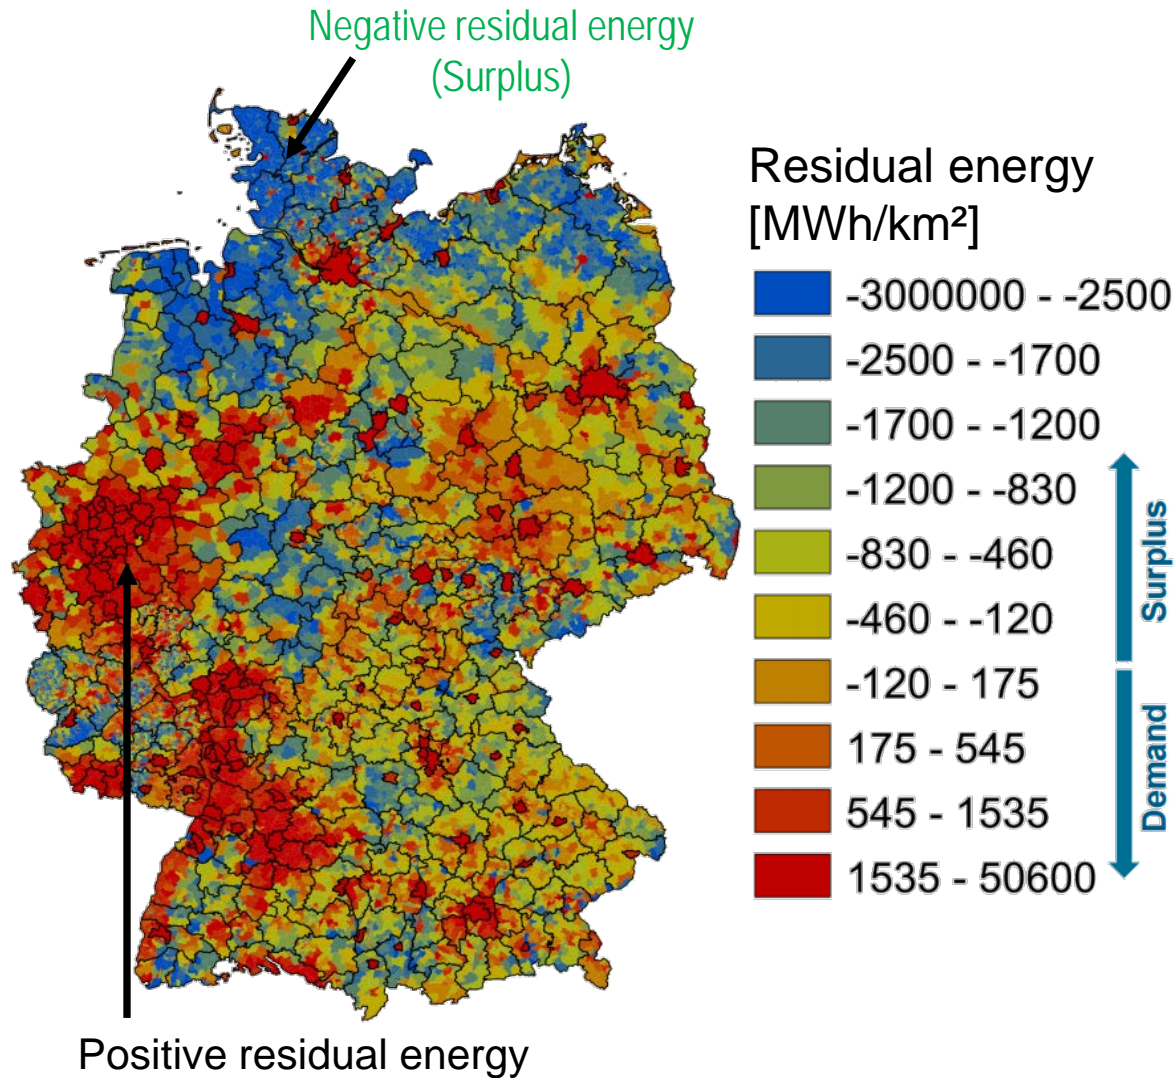 Negative residual energy
(Surplus)
Residual energy
[MWh/km²]
-3000000 - -2500
-2500 - -1700
-1700 - -1200
-1200 - -830
-830 - -460
-460 - -120
-120 - 175
175 - 545
545 - 1535
1535 - 50600
Surplus
Demand
Positive residual energy